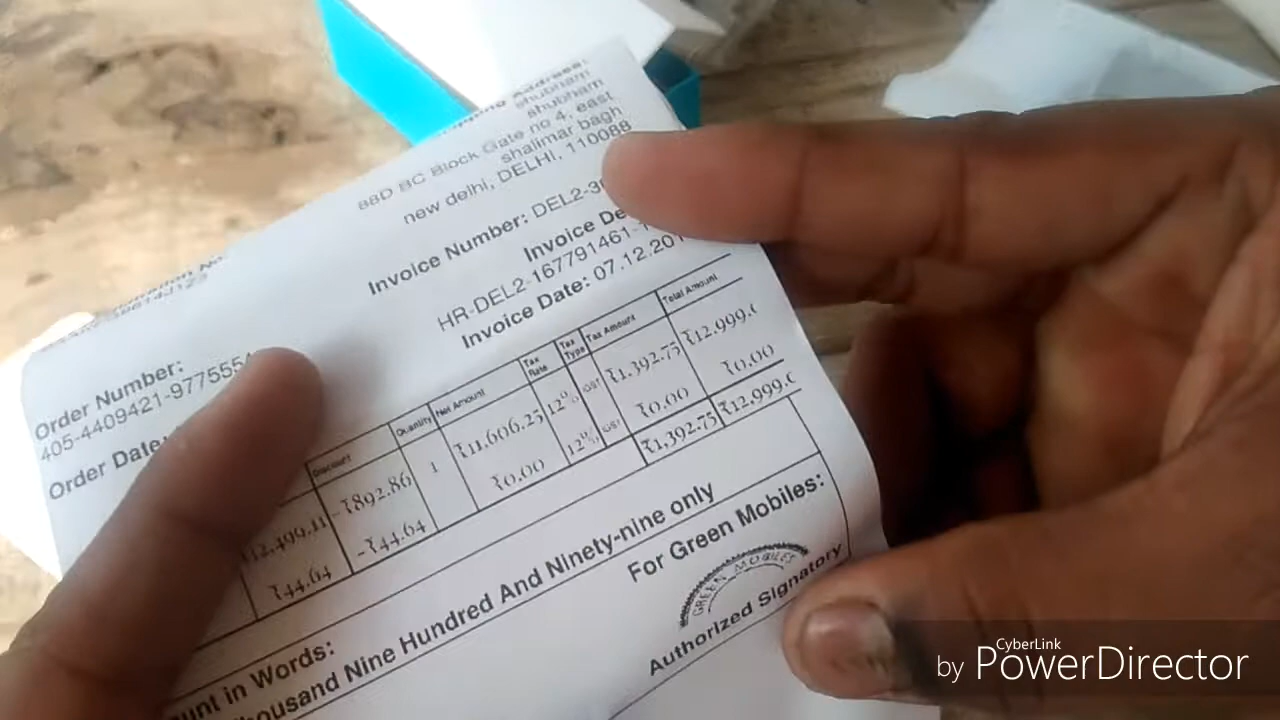 shubham
shubham
88D BC Block Gate no 4, east
shalimar bagh
new delhi, DELHI, 110088
Invoice Number: DEL2-3
Invoice De
HR-DEL2-167791461-
Invoice Date: 07.12.201
Order Number:
405-4409421-977555
Order Date:
Discount Quantity Net Amount Tax Rate Tax Type Tax Amount Total Amount
₹12,499.11 -₹892.86 1 ₹11,606.25 12% IGST ₹1,392.75 ₹12,999.0
₹44.64 -₹44.64 ₹0.00 12% IGST ₹0.00 ₹0.00
₹1,392.75 ₹12,999.0
unt in Words:
housand Nine Hundred And Ninety-nine only
For Green Mobiles:
GREEN MOBILES
Authorized Signatory
CyberLink
by PowerDirector